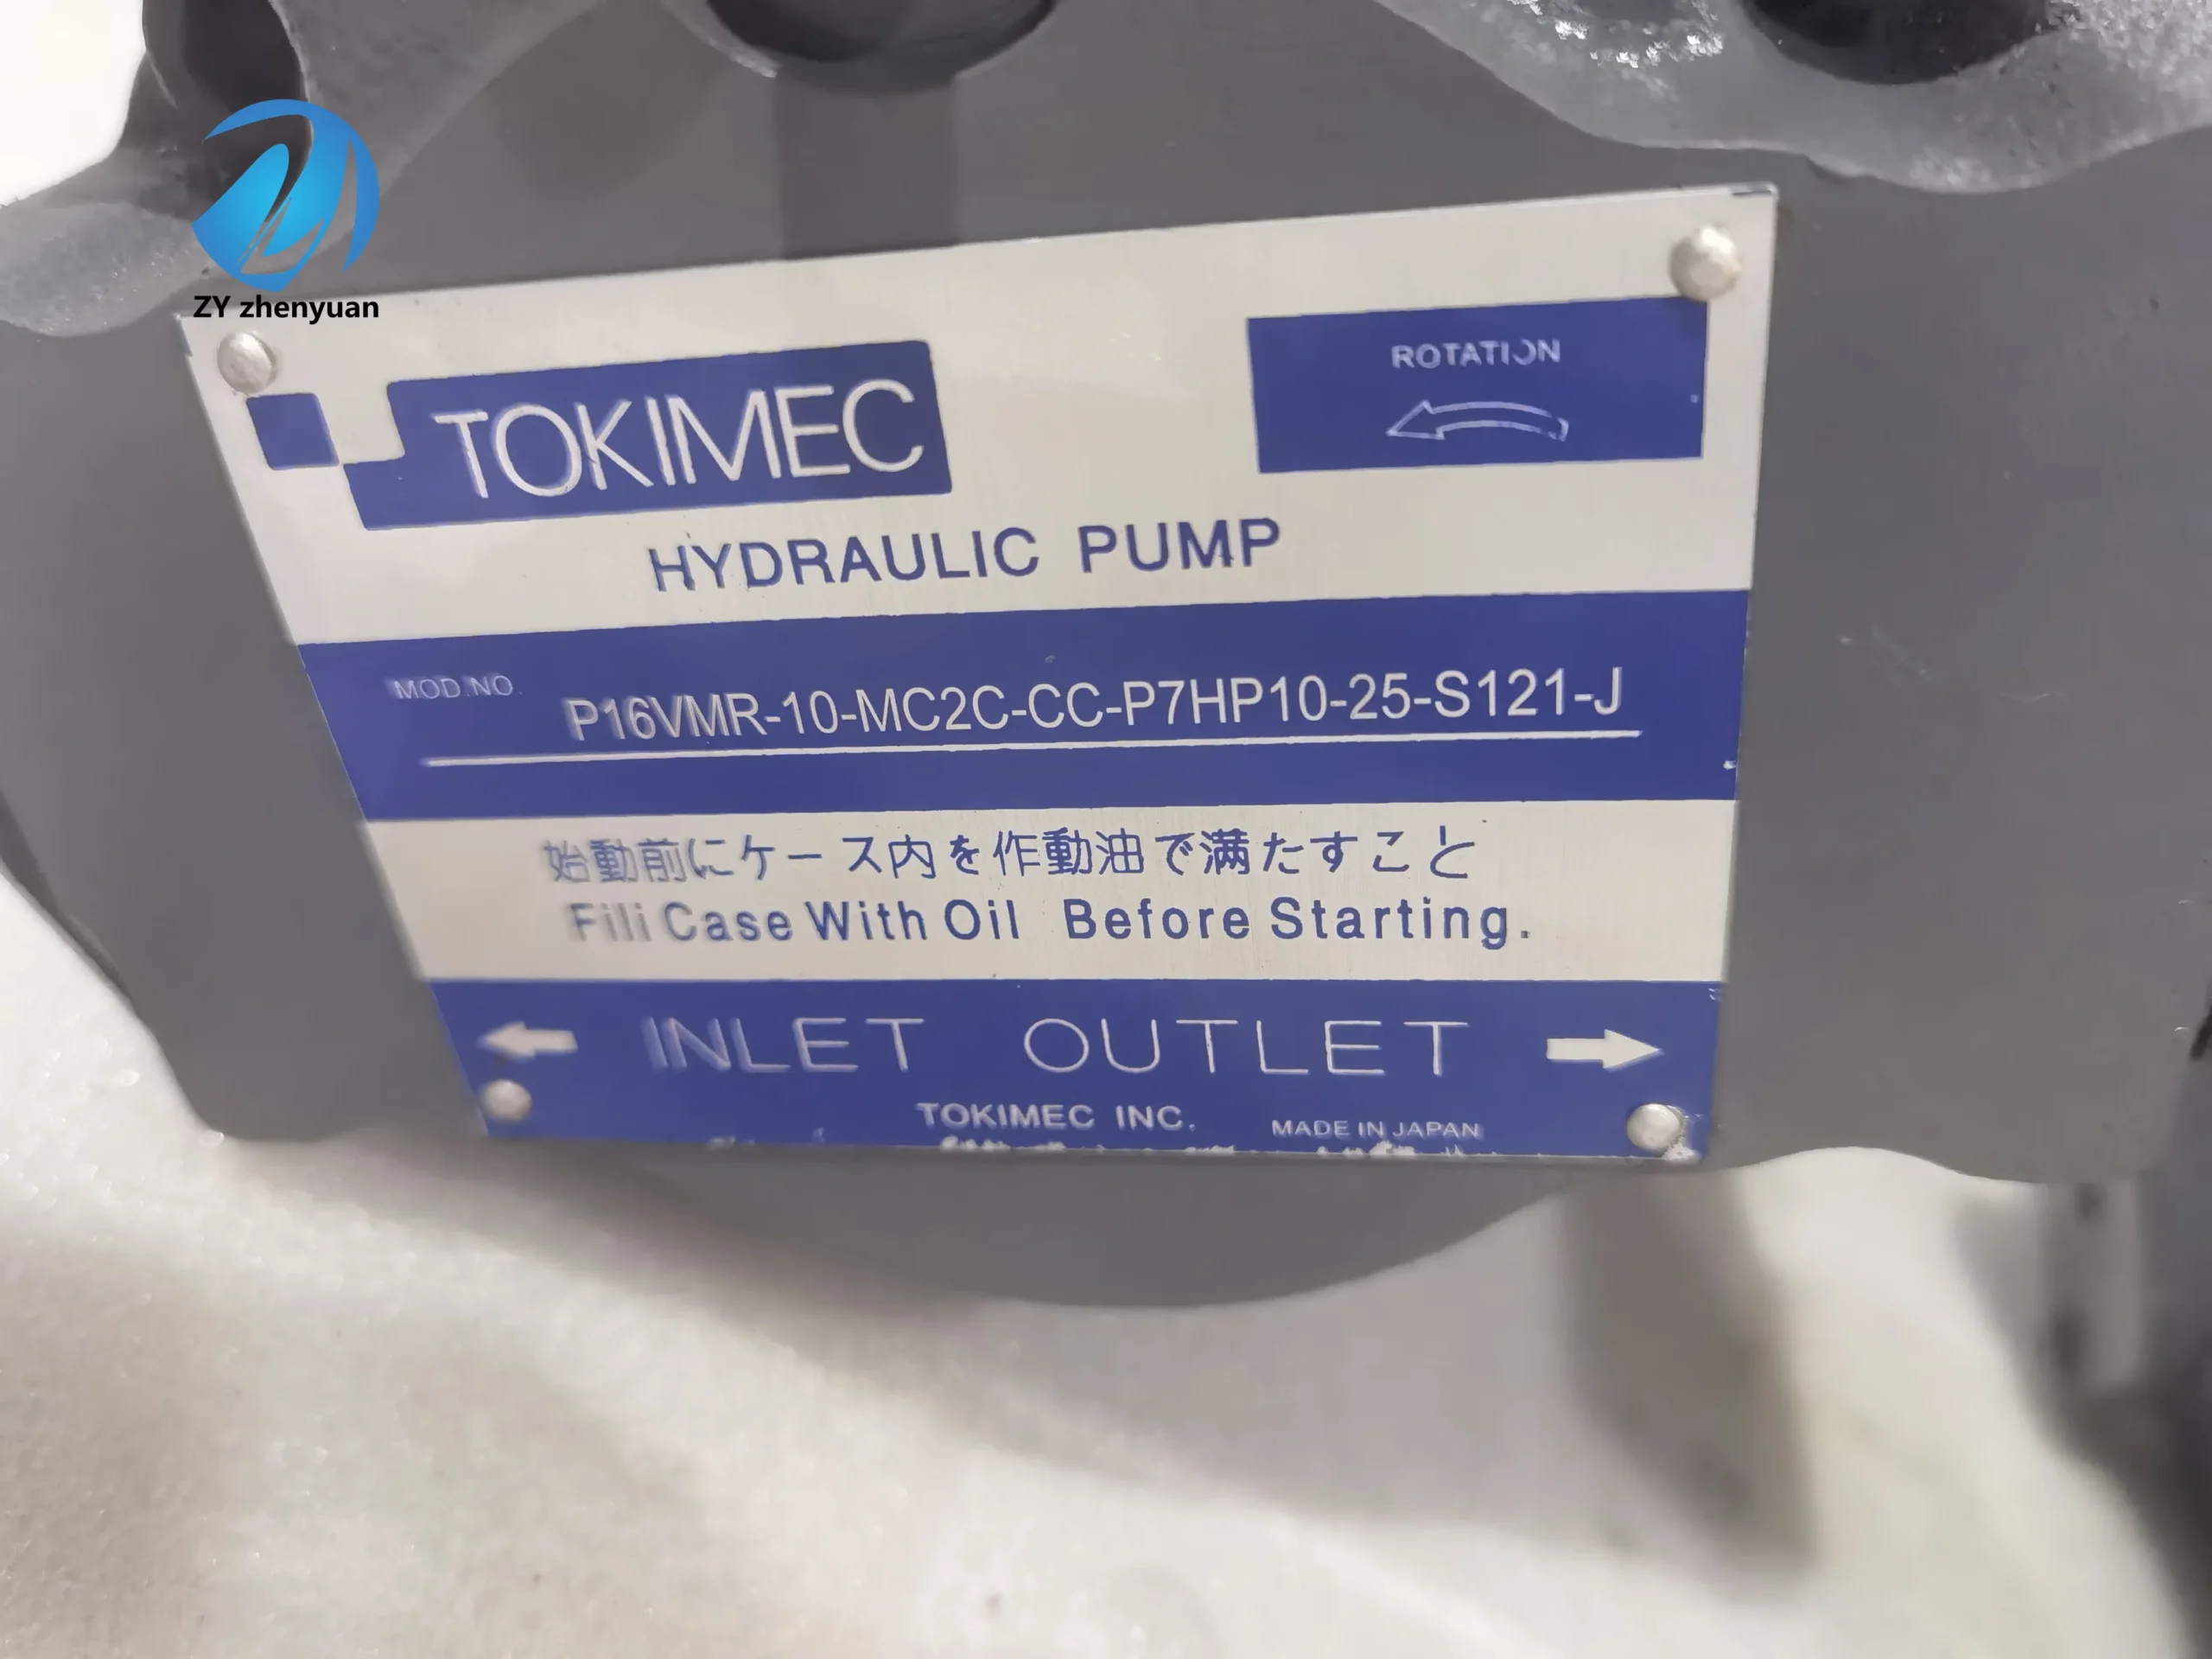 ZY zhenyuan
TOKIMEC
ROTATION
HYDRAULIC PUMP
MOD.NO.
P16VMR-10-MC2C-CC-P7HP10-25-S121-J
始動前にケース内を作動油で満たすこと
Fili Case With Oil Before Starting.
INLET OUTLET
TOKIMEC INC.
MADE IN JAPAN